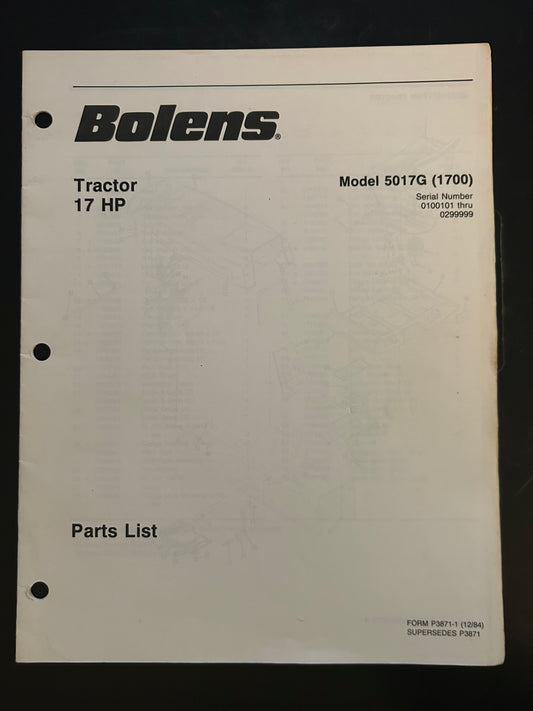 Bolens®
Tractor
17 HP
Model 5017G (1700)
Serial Number
0100101 thru
0299999
Parts List
FORM P3871-1 (12/84)
SUPERSEDES P3871